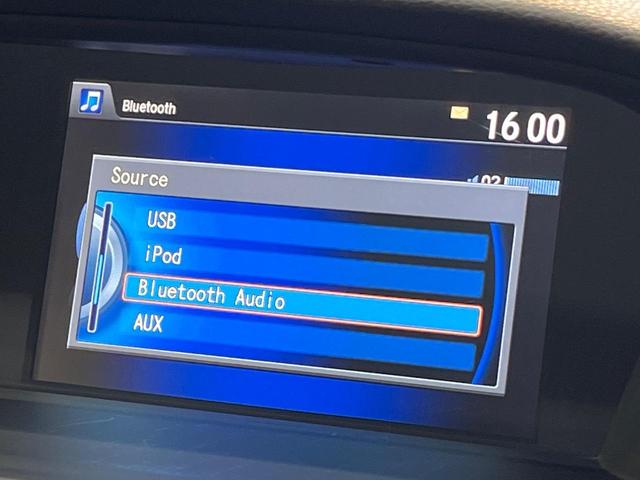 Bluetooth
16 00
Source
USB
iPod
Bluetooth Audio
AUX